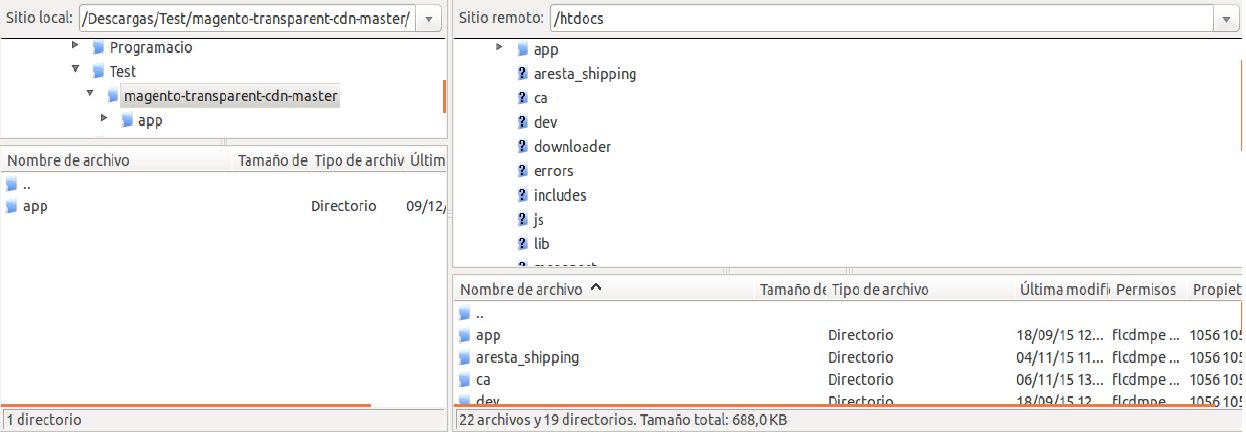 Sitio local: /Descargas/Test/magento-transparent-cdn-master/
Programacio
Test
magento-transparent-cdn-master
app
Nombre de archivo Tamaño de Tipo de archiv Últim
..
app Directorio 09/12/
1 directorio
Sitio remoto: /htdocs
app
aresta_shipping
ca
dev
downloader
errors
includes
js
lib
Nombre de archivo Tamaño de Tipo de archivo Última modifi Permisos Propiet
..
app Directorio 18/09/15 12... flcdmpe ... 1056 105
aresta_shipping Directorio 04/11/15 11... flcdmpe ... 1056 105
ca Directorio 06/11/15 13... flcdmpe ... 1056 105
dev Directorio 18/09/15 12... flcdmpe ... 1056 105
22 archivos y 19 directorios. Tamaño total: 688,0 KB